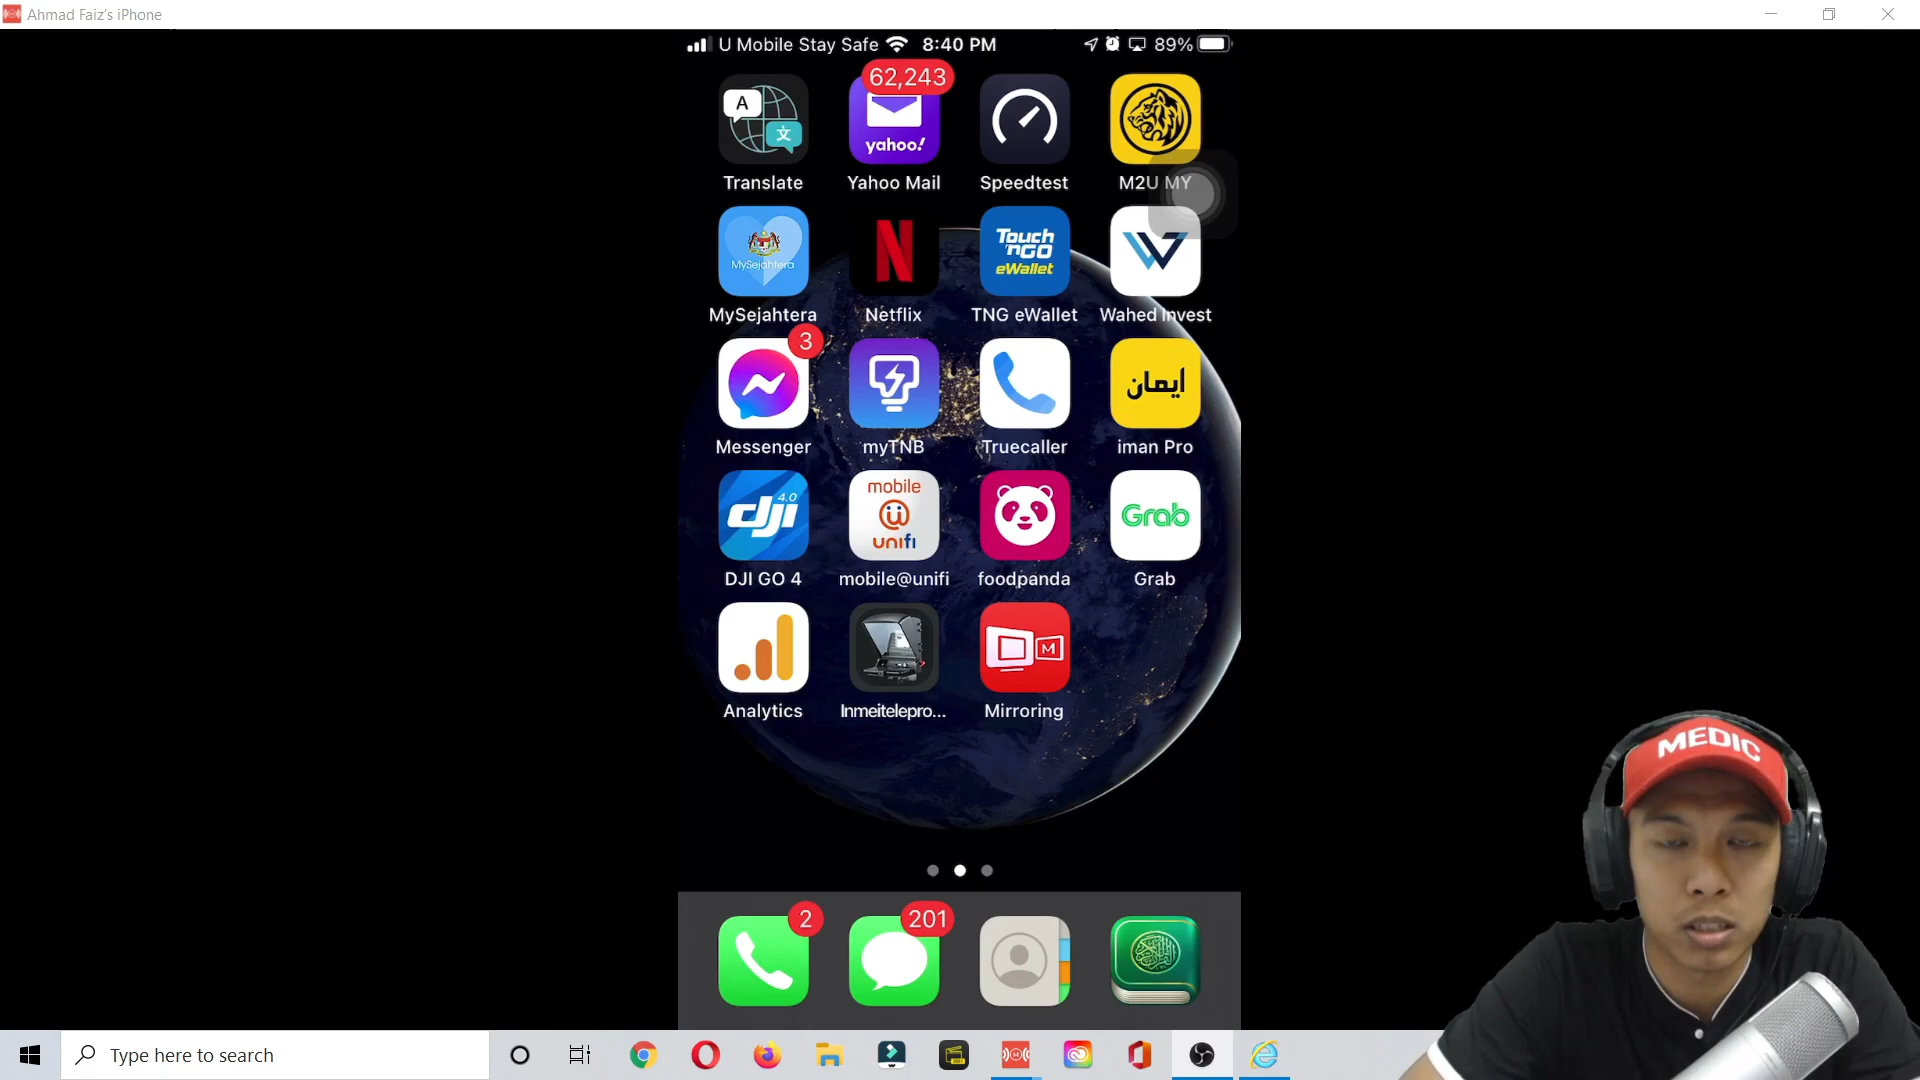 Ahmad Faiz's iPhone
U Mobile Stay Safe 8:40 PM 89%
62,243
A 文
yahoo!
Translate Yahoo Mail Speedtest M2U MY
MySejahtera
N
Touch 'nGO eWallet
W
MySejahtera Netflix TNG eWallet Wahed Invest
3
ايمان
Messenger myTNB Truecaller iman Pro
dji 4.0
mobile @ unifi
Grab
DJI GO 4 mobile@unifi foodpanda Grab
M
Analytics Inmeitelepro... Mirroring
MEDIC
2 201
Type here to search